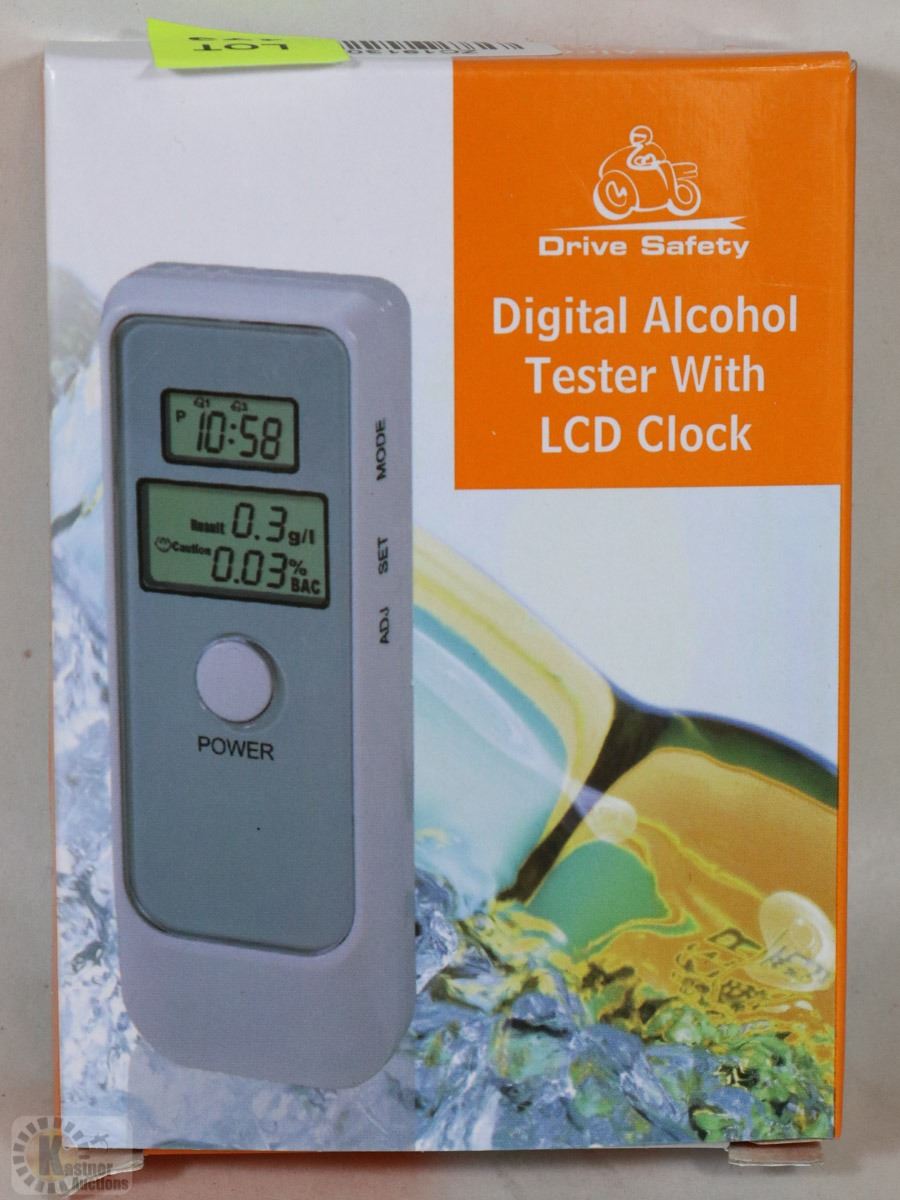 LOT
Drive Safety
Digital Alcohol
Tester With
LCD Clock
P
10:58
Result 0.3 g/l
Caution 0.03 % BAC
MODE
SET
ADJ
POWER
Kastner
Auctions